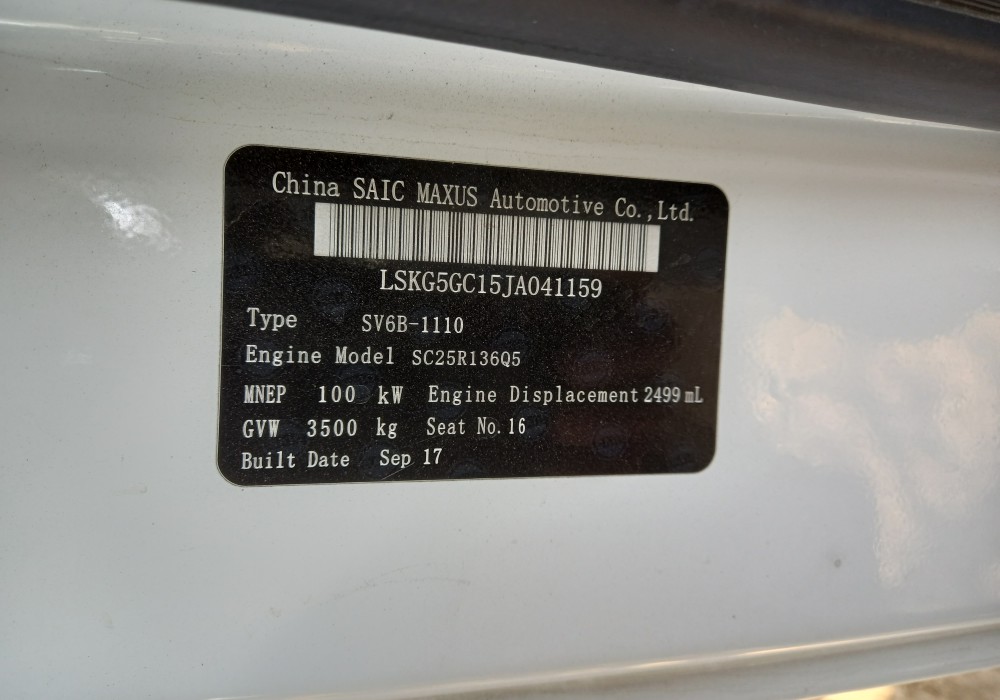 China SAIC MAXUS Automotive Co.,Ltd.
LSKG5GC15JA041159
Type SV6B-1110
Engine Model SC25R136Q5
MNEP 100 kW Engine Displacement 2499 mL
GVW 3500 kg Seat No. 16
Built Date Sep 17